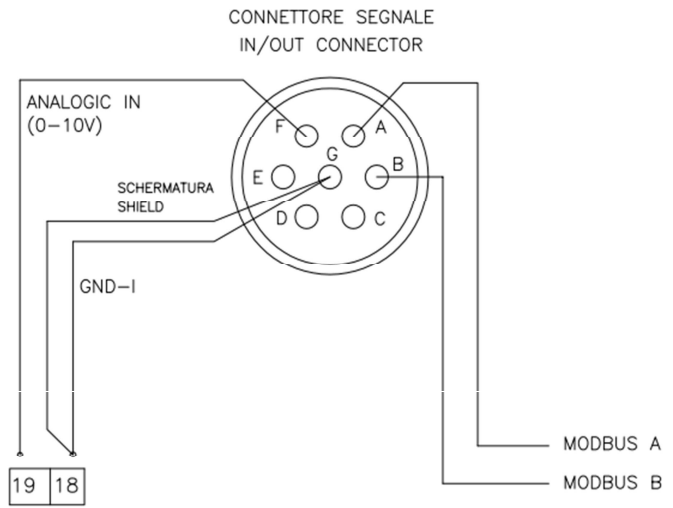 CONNETTORE SEGNALE
IN/OUT CONNECTOR
ANALOGIC IN
(0-10V)
F
A
G
E
B
SCHERMATURA
SHIELD
D
C
GND-I
MODBUS A
MODBUS B
19 18